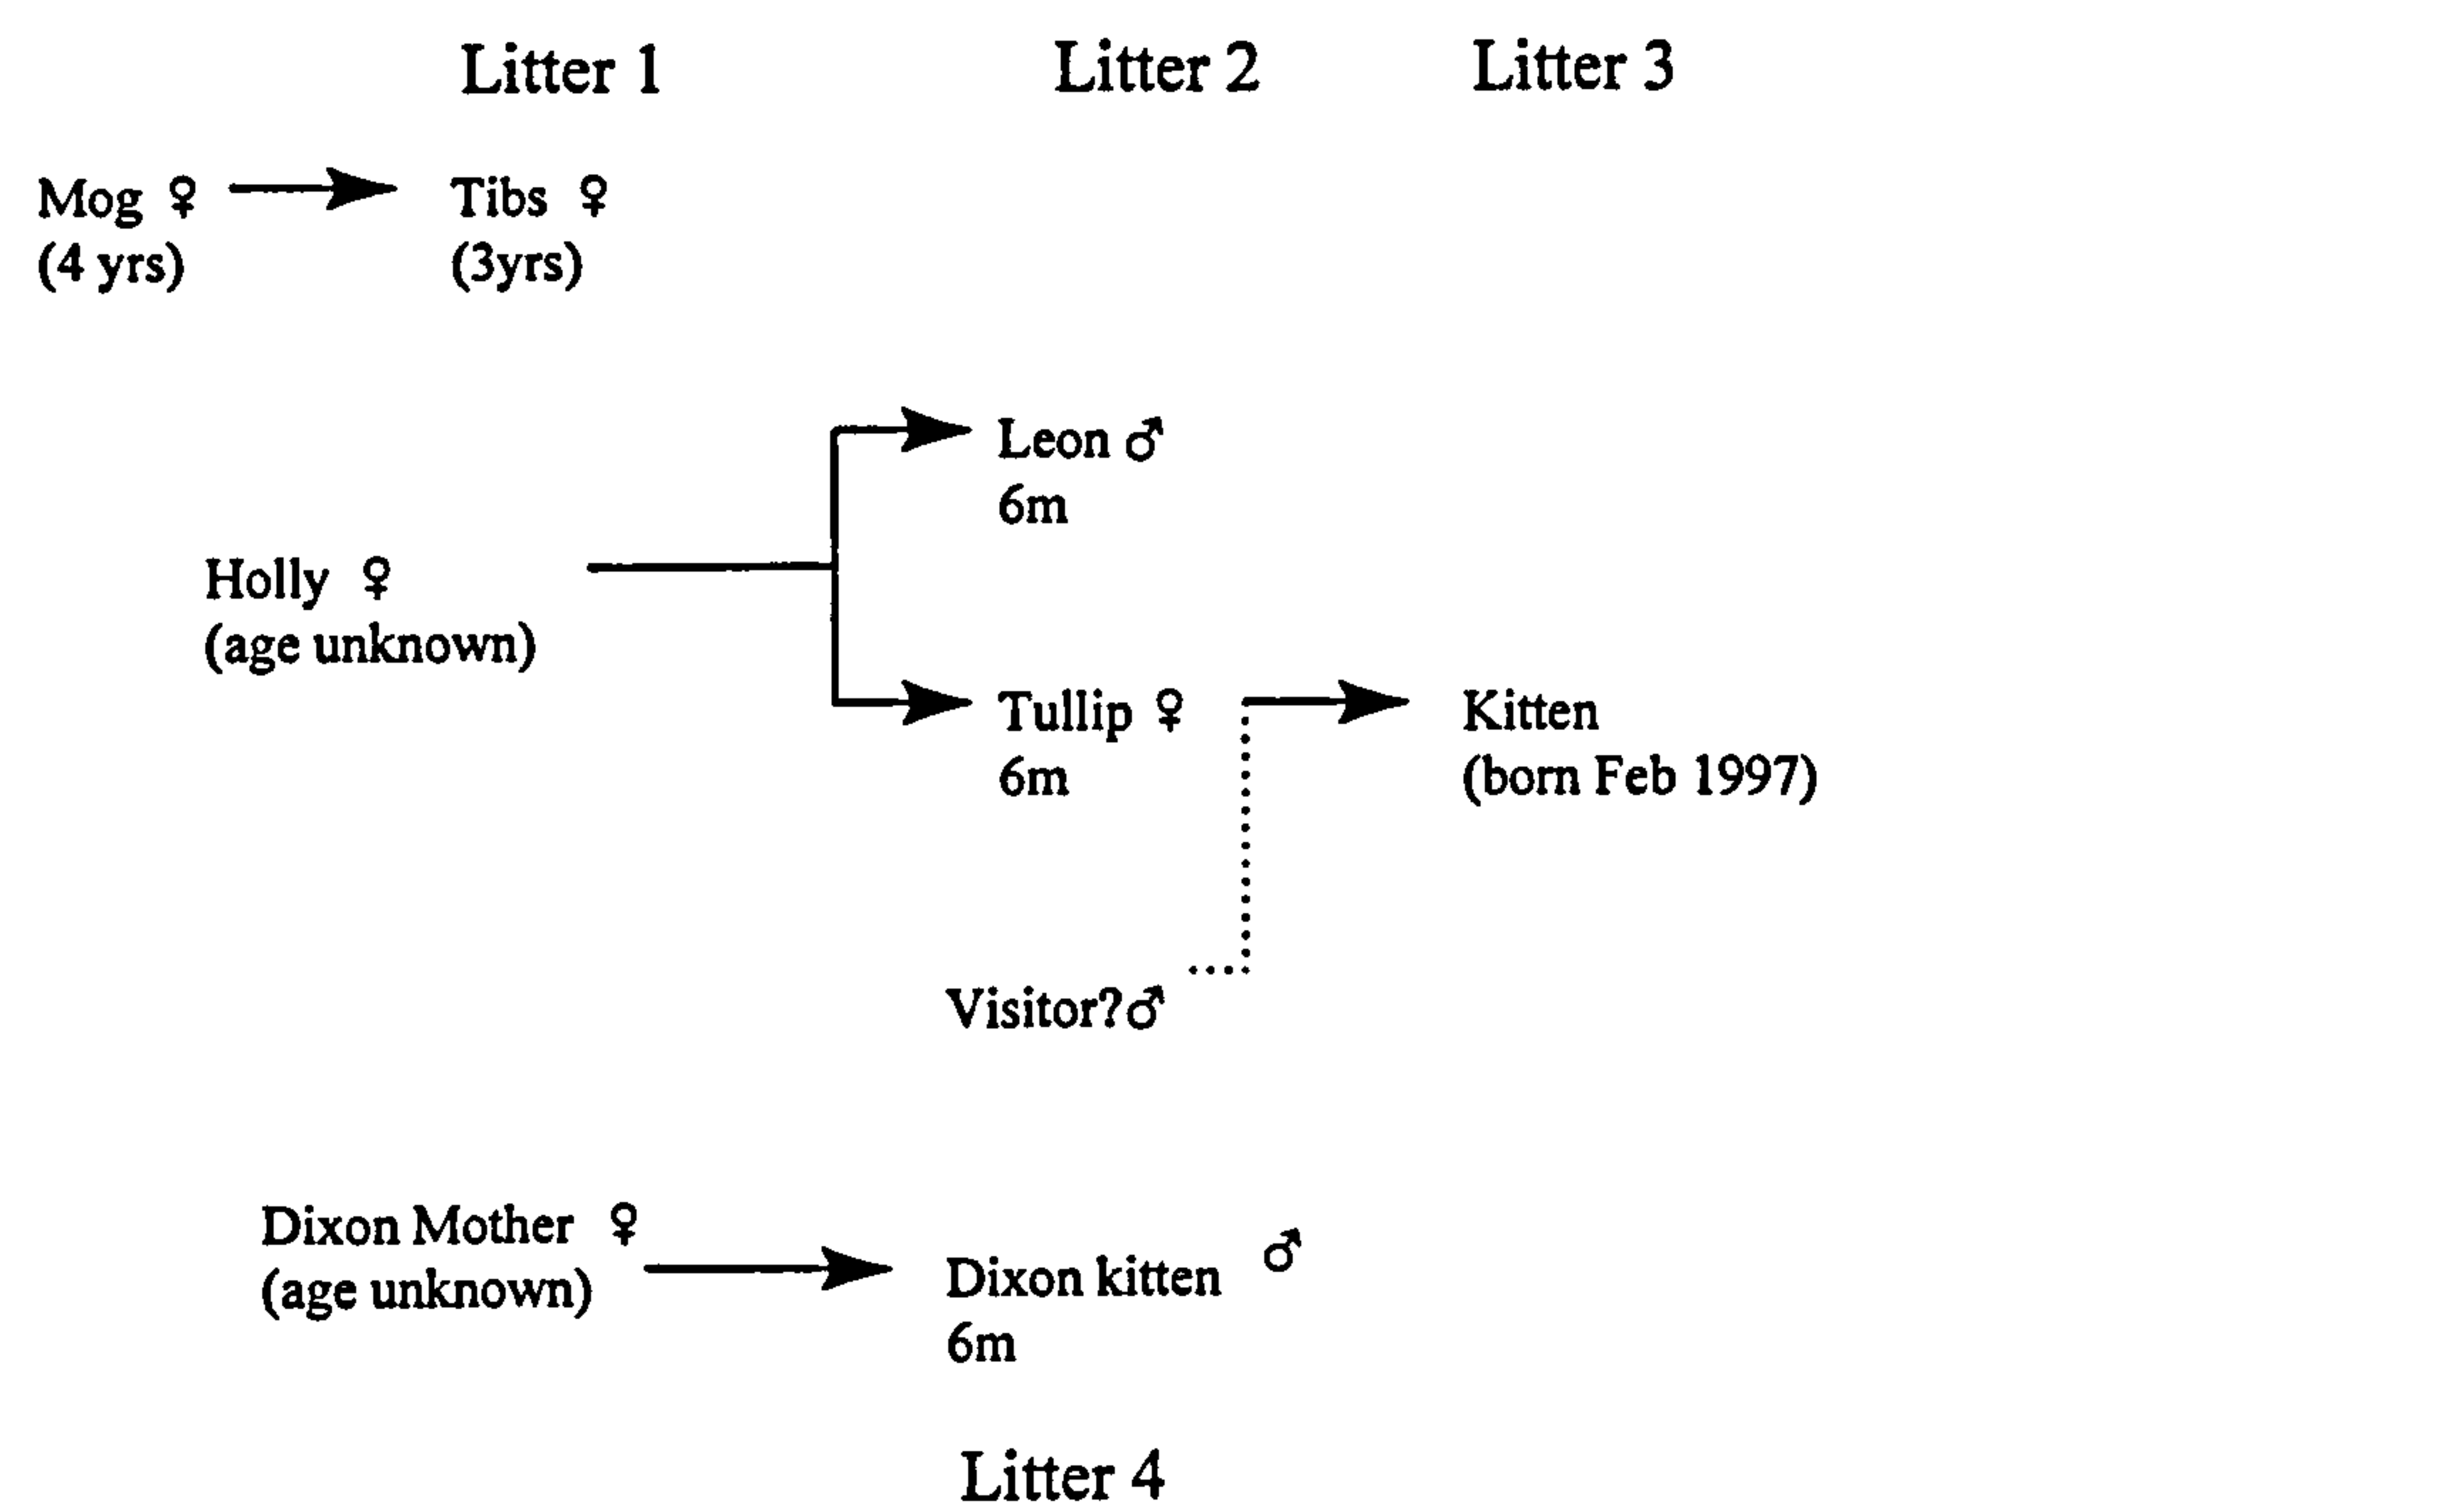 Litter 1 Litter 2 Litter 3
Mog ♀ Tibs ♀
(4 yrs) (3yrs)
Leon ♂
6m
Holly ♀
(age unknown)
Tullip ♀ Kitten
6m (born Feb 1997)
Visitor?♂
Dixon Mother ♀
(age unknown)
Dixon kitten ♂
6m
Litter 4